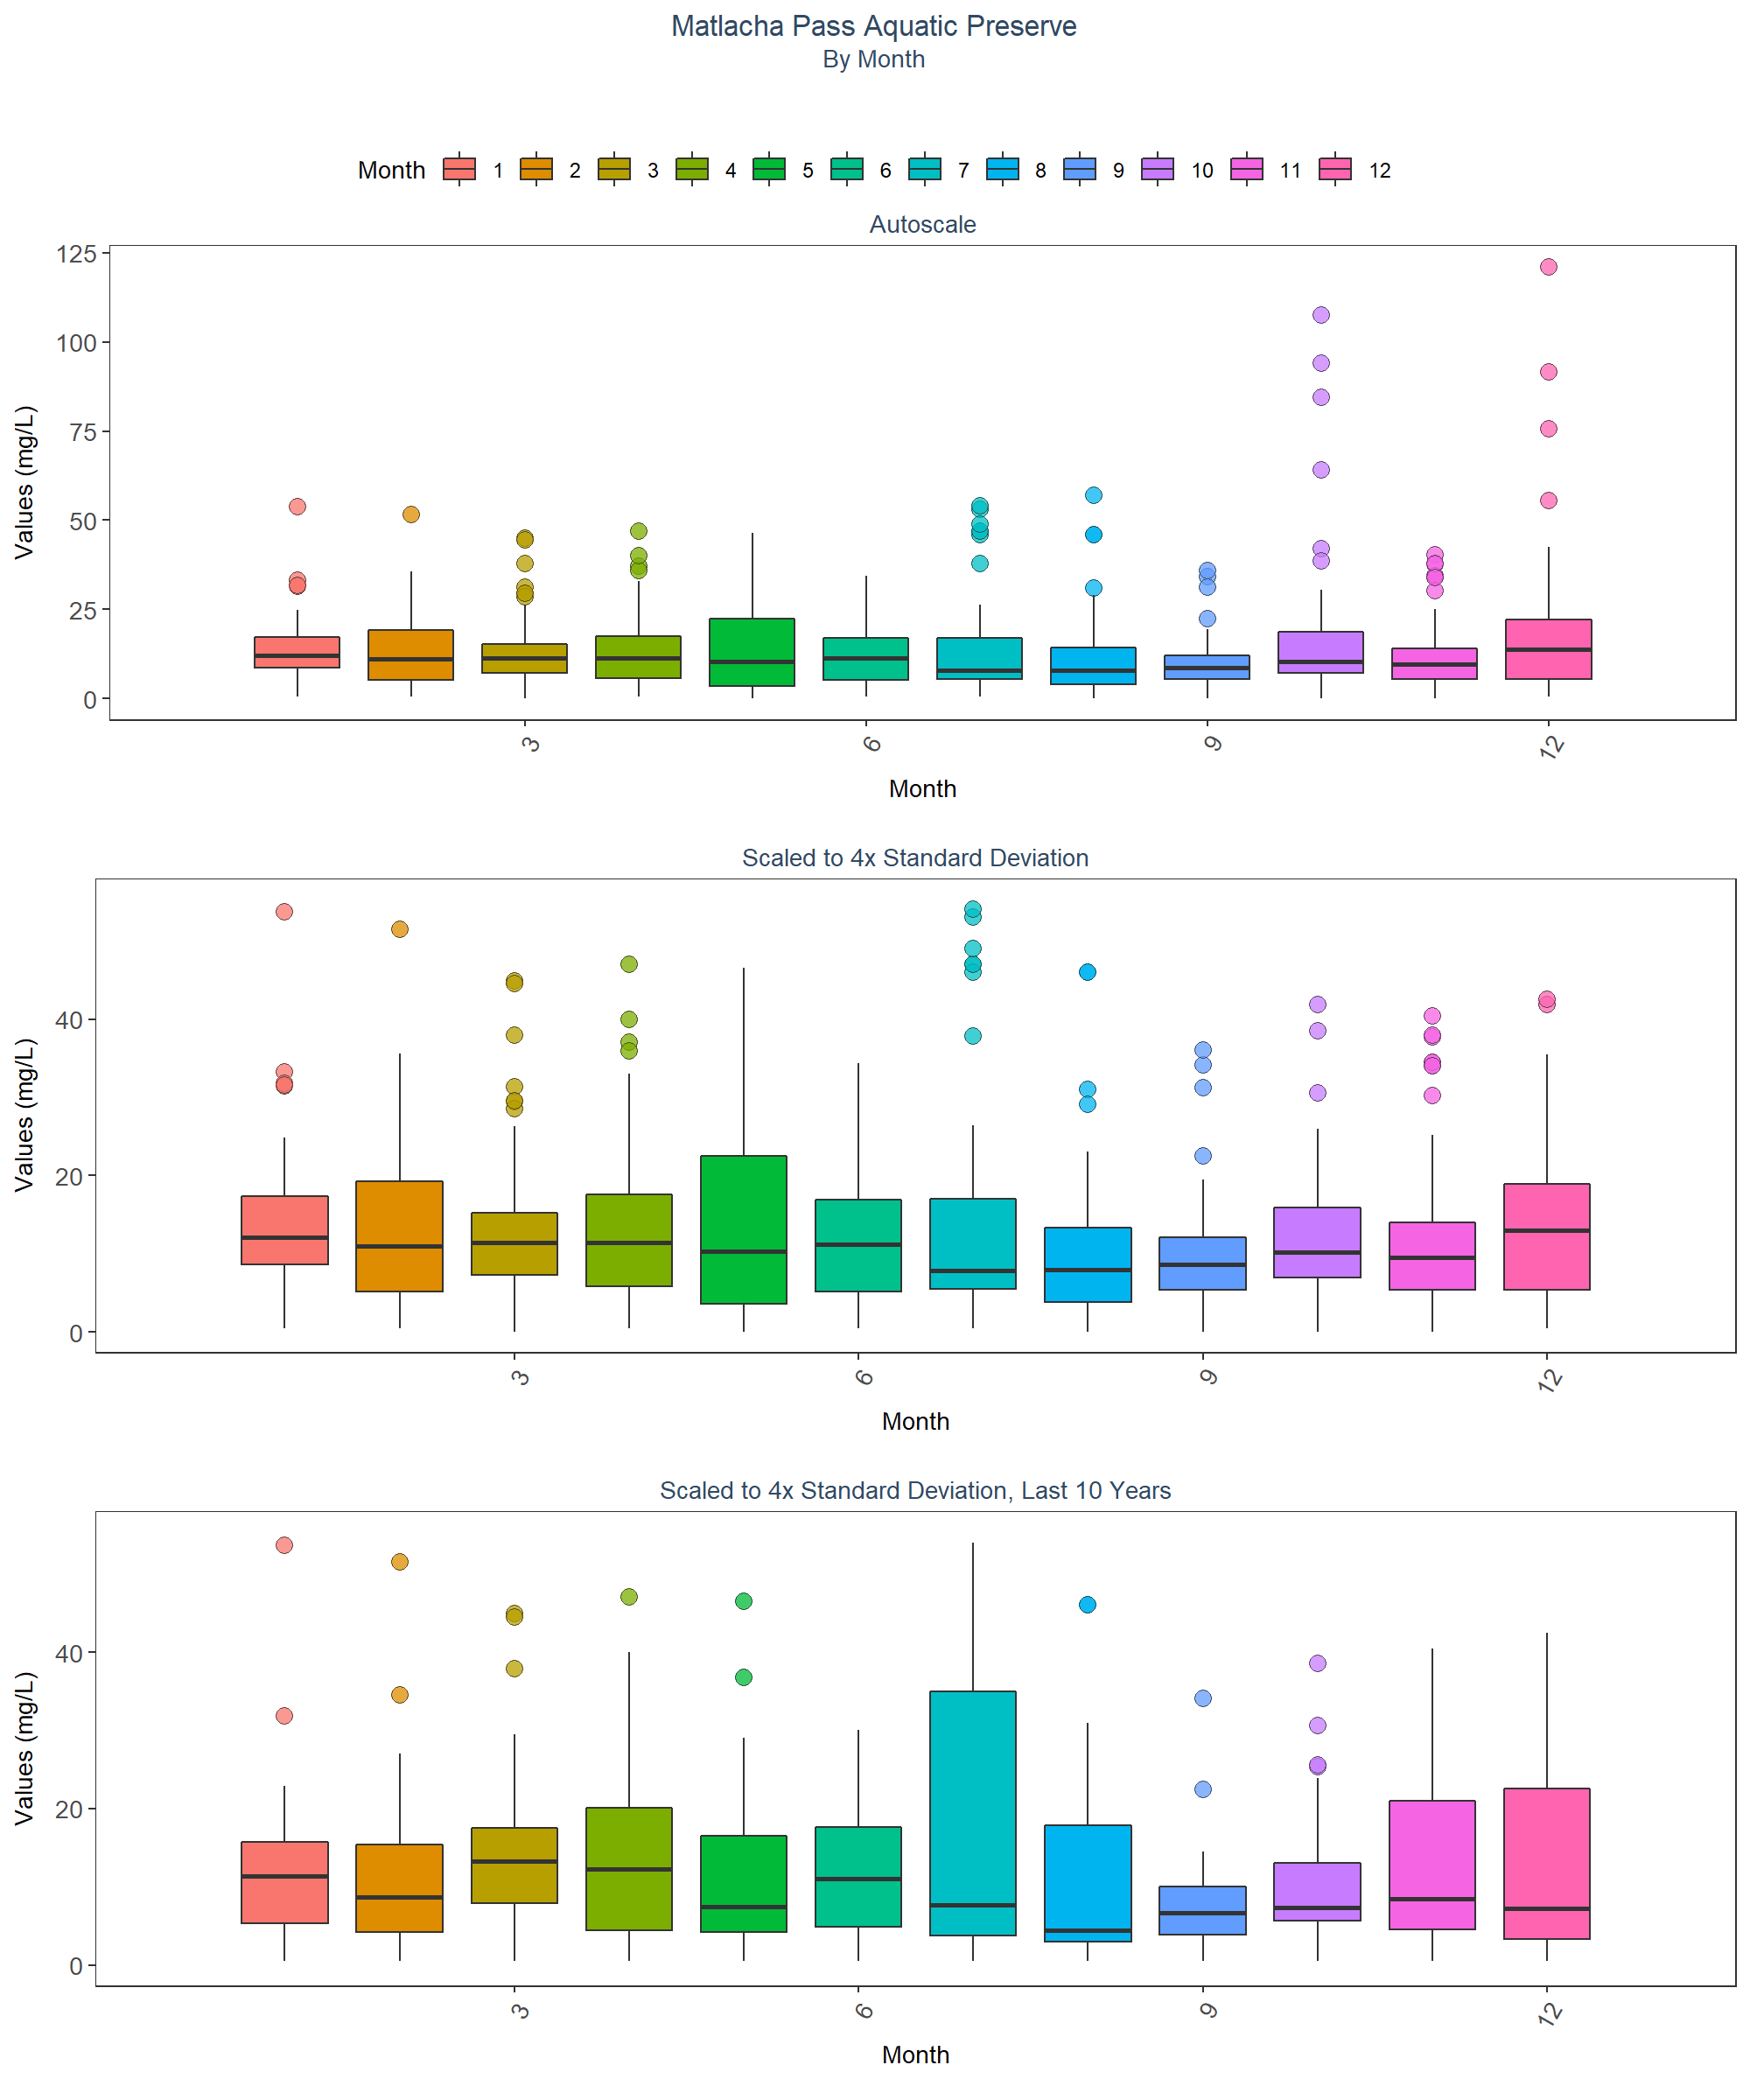 Matlacha Pass Aquatic Preserve
By Month
Month 1 2 3 4 5 6 7 8 9 10 11 12
Autoscale
125
100
75
50
25
0
Values (mg/L)
3 6 9 12
Month
Scaled to 4x Standard Deviation
40
20
0
Values (mg/L)
3 6 9 12
Month
Scaled to 4x Standard Deviation, Last 10 Years
40
20
0
Values (mg/L)
3 6 9 12
Month